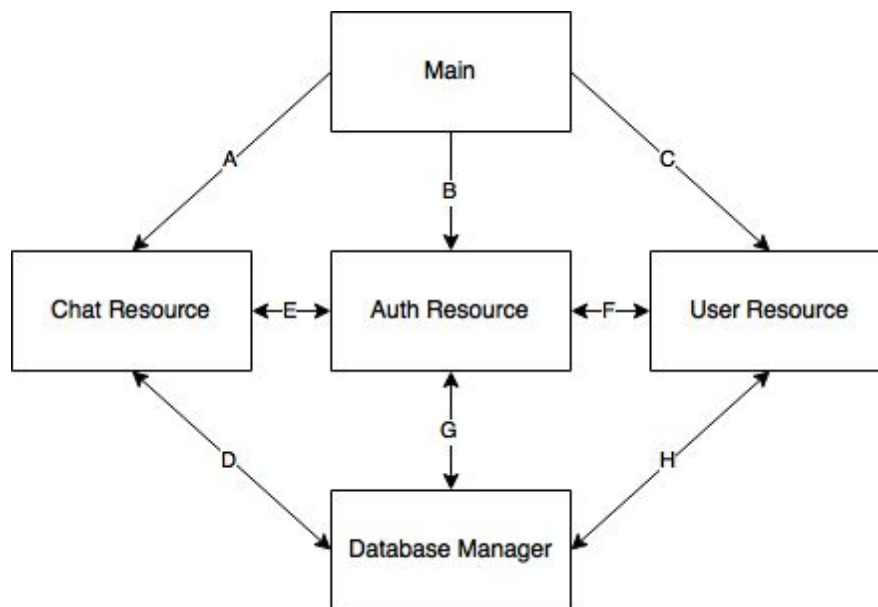 Main
A
B
C
Chat Resource
E
Auth Resource
F
User Resource
D
G
H
Database Manager